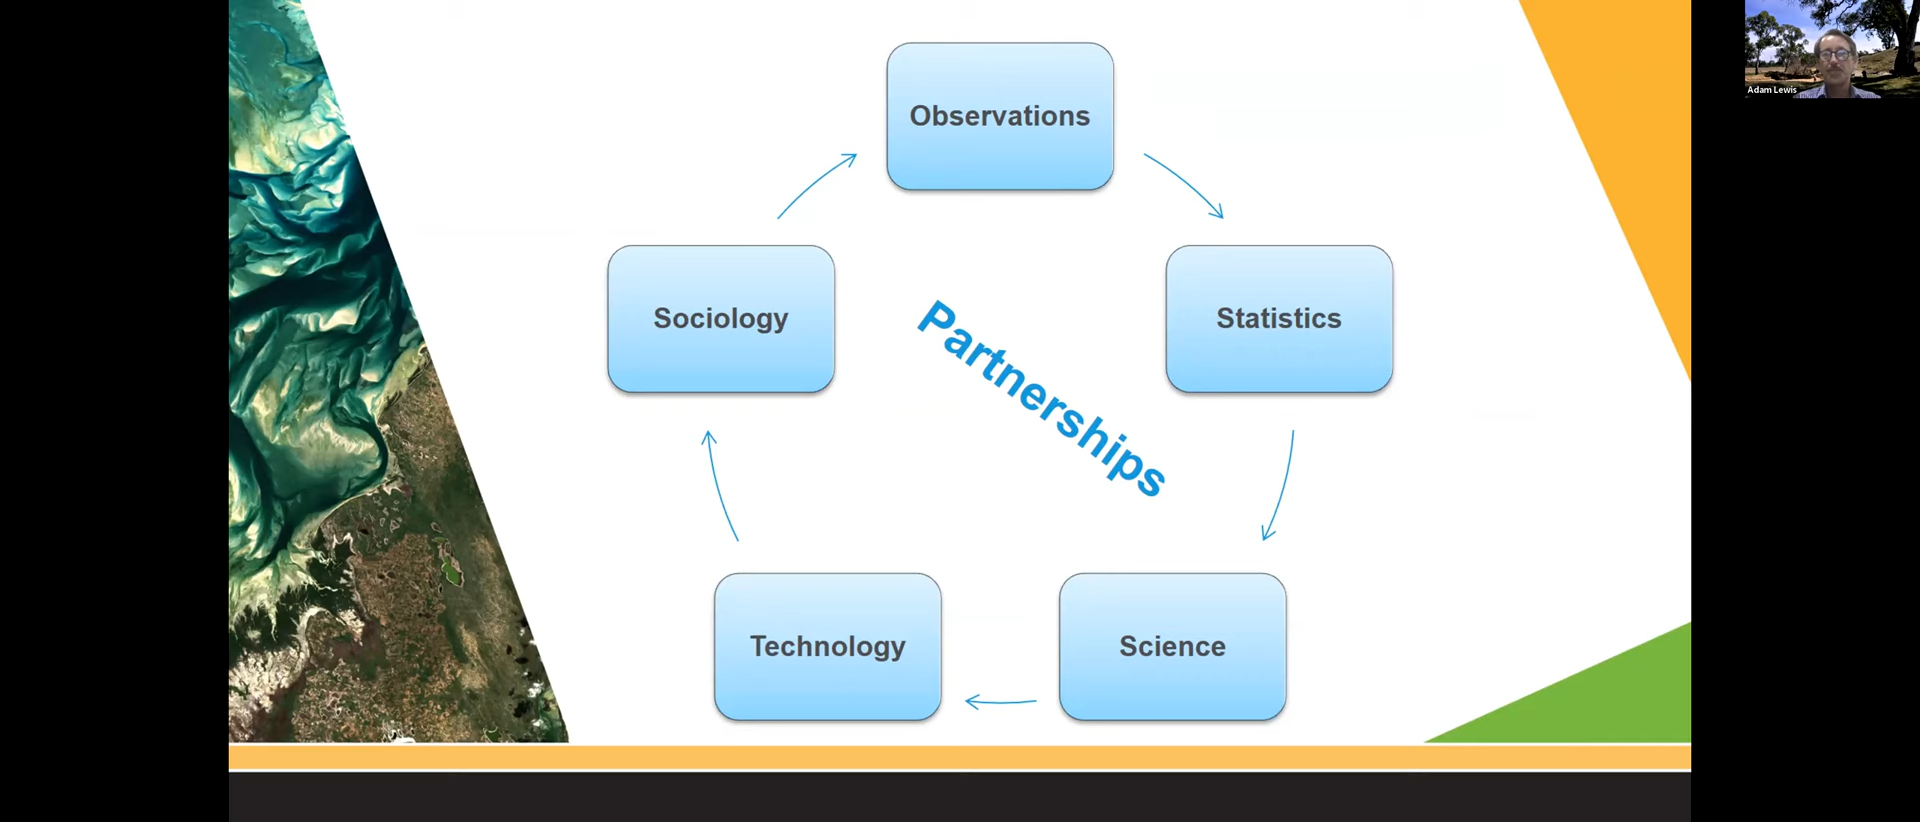 Observations
Adam Lewis
Sociology
Statistics
Partnerships
Technology
Science